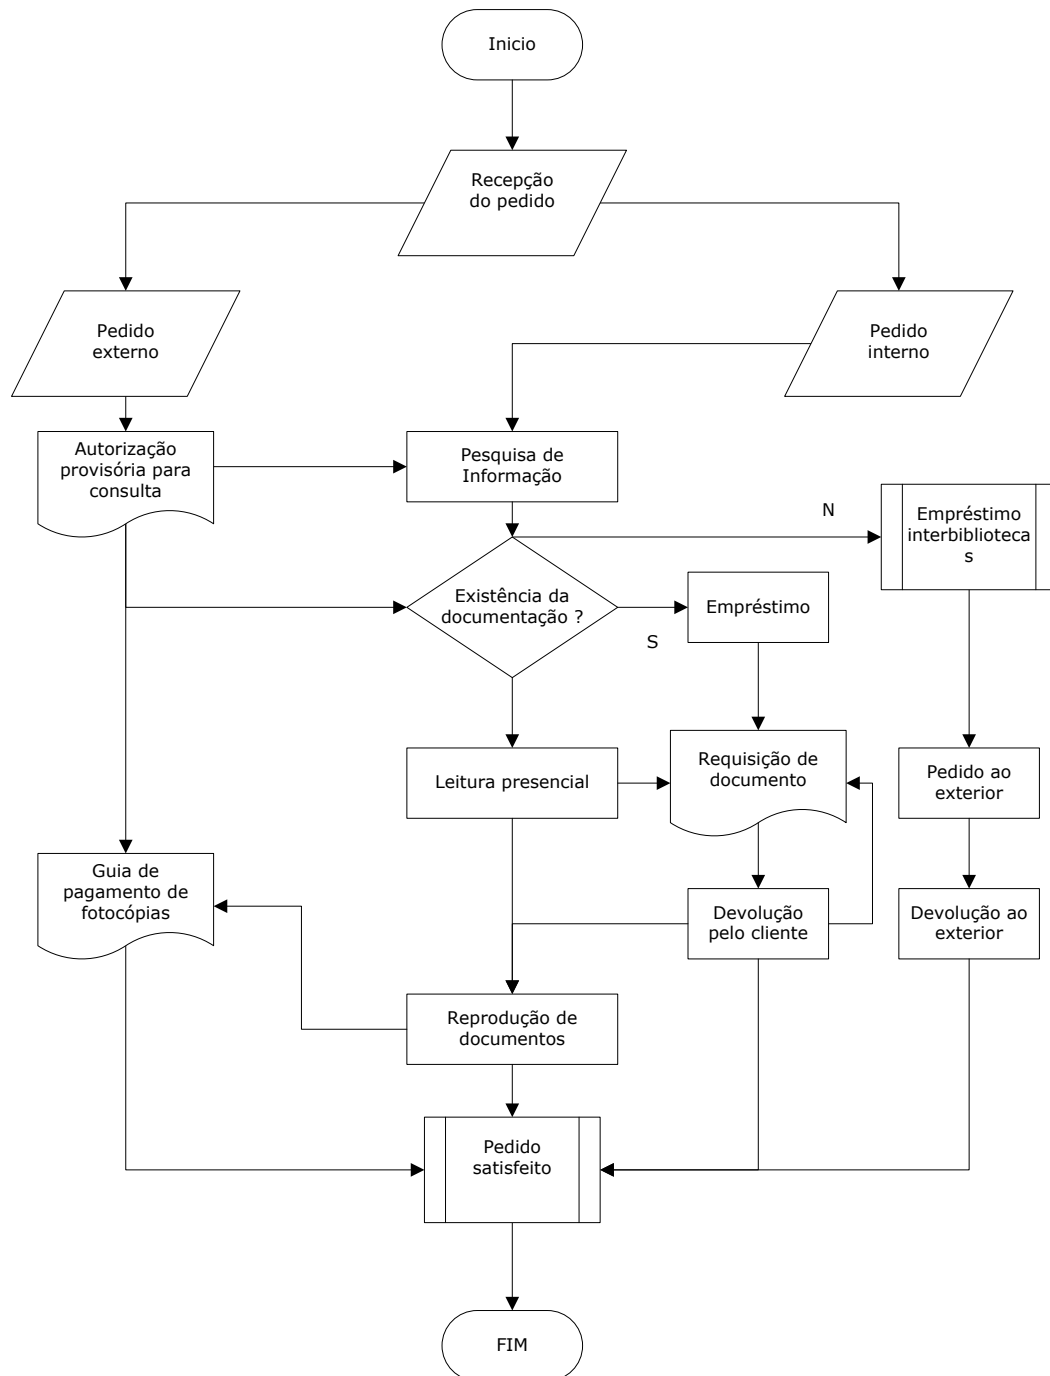 Inicio
Recepção
do pedido
Pedido
externo
Pedido
interno
Autorização
provisória para
consulta
Pesquisa de
Informação
N
Empréstimo
interbiblioteca
s
Existência da
documentação ?
S
Empréstimo
Leitura presencial
Requisição de
documento
Pedido ao
exterior
Guia de
pagamento de
fotocópias
Devolução
pelo cliente
Devolução ao
exterior
Reprodução de
documentos
Pedido
satisfeito
FIM